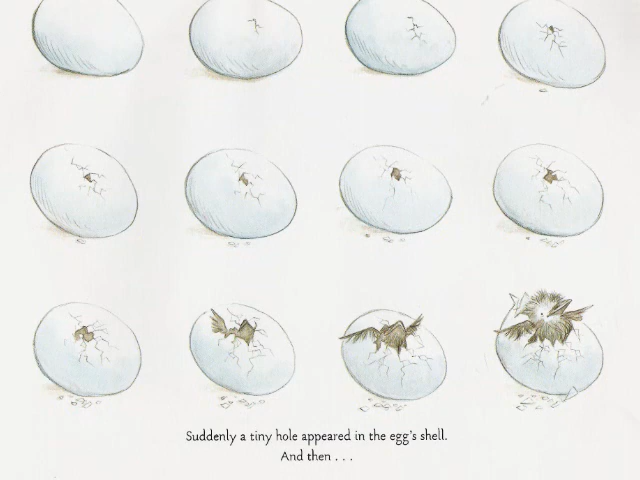 Suddenly a tiny hole appeared in the egg's shell.
And then . . .